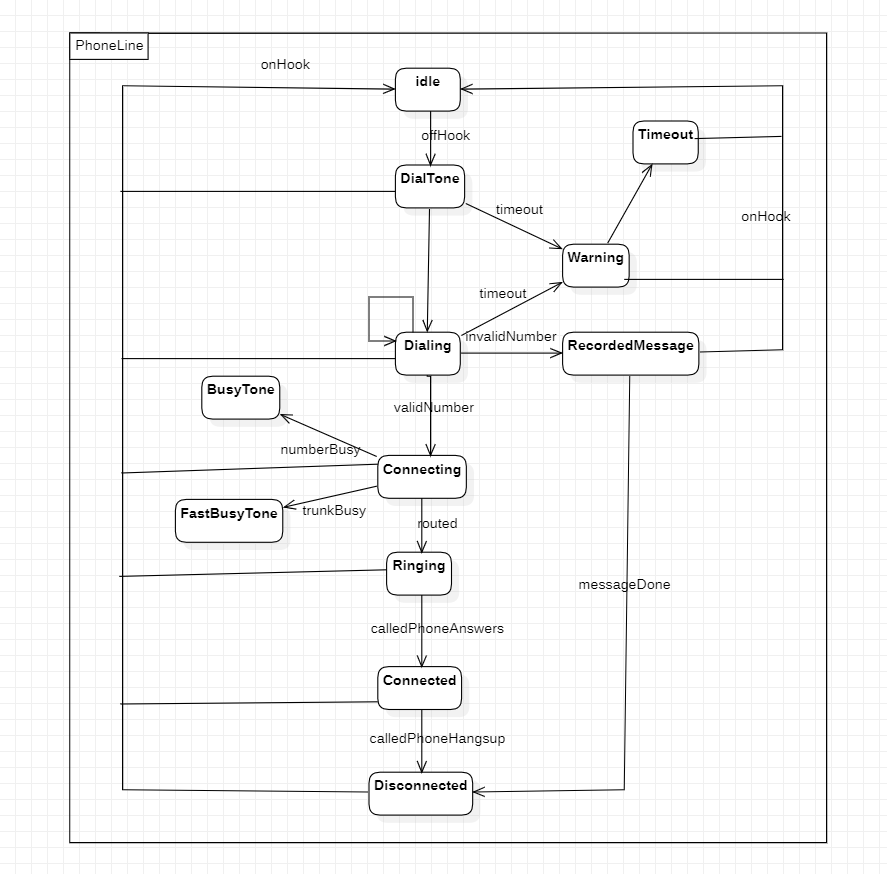 PhoneLine
onHook
idle
offHook
Timeout
DialTone
timeout
onHook
Warning
timeout
invalidNumber
Dialing
RecordedMessage
BusyTone
validNumber
numberBusy
Connecting
FastBusyTone
trunkBusy
routed
Ringing
messageDone
calledPhoneAnswers
Connected
calledPhoneHangsup
Disconnected